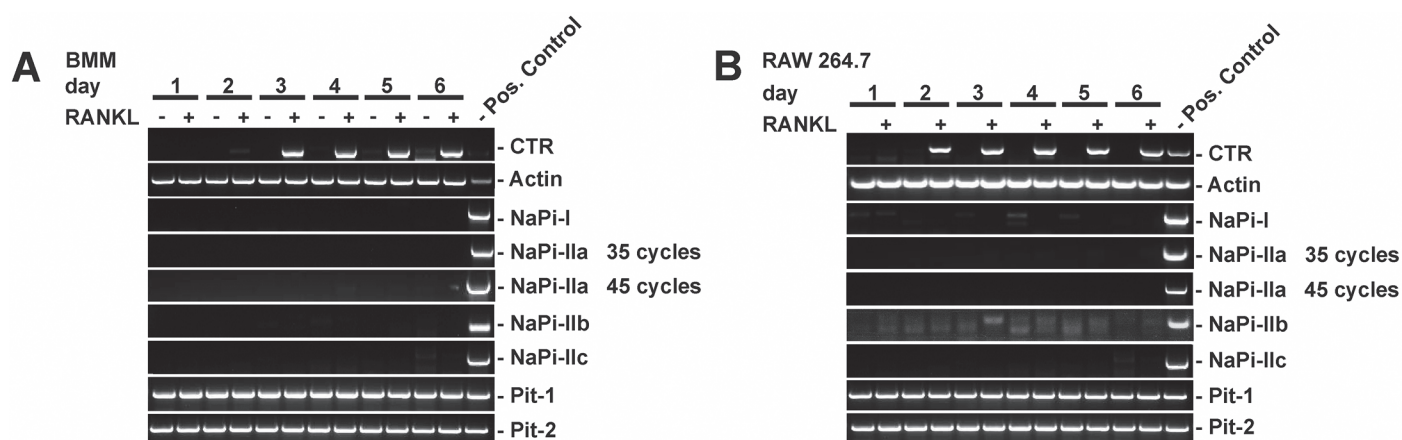 A BMM
day 1 2 3 4 5 6 Pos. Control
RANKL - + - + - + - + - + - + -
- CTR
- Actin
- NaPi-I
- NaPi-IIa 35 cycles
- NaPi-IIa 45 cycles
- NaPi-IIb
- NaPi-IIc
- Pit-1
- Pit-2
B RAW 264.7
day 1 2 3 4 5 6 Pos. Control
RANKL + + + + + + -
- CTR
- Actin
- NaPi-I
- NaPi-IIa 35 cycles
- NaPi-IIa 45 cycles
- NaPi-IIb
- NaPi-IIc
- Pit-1
- Pit-2